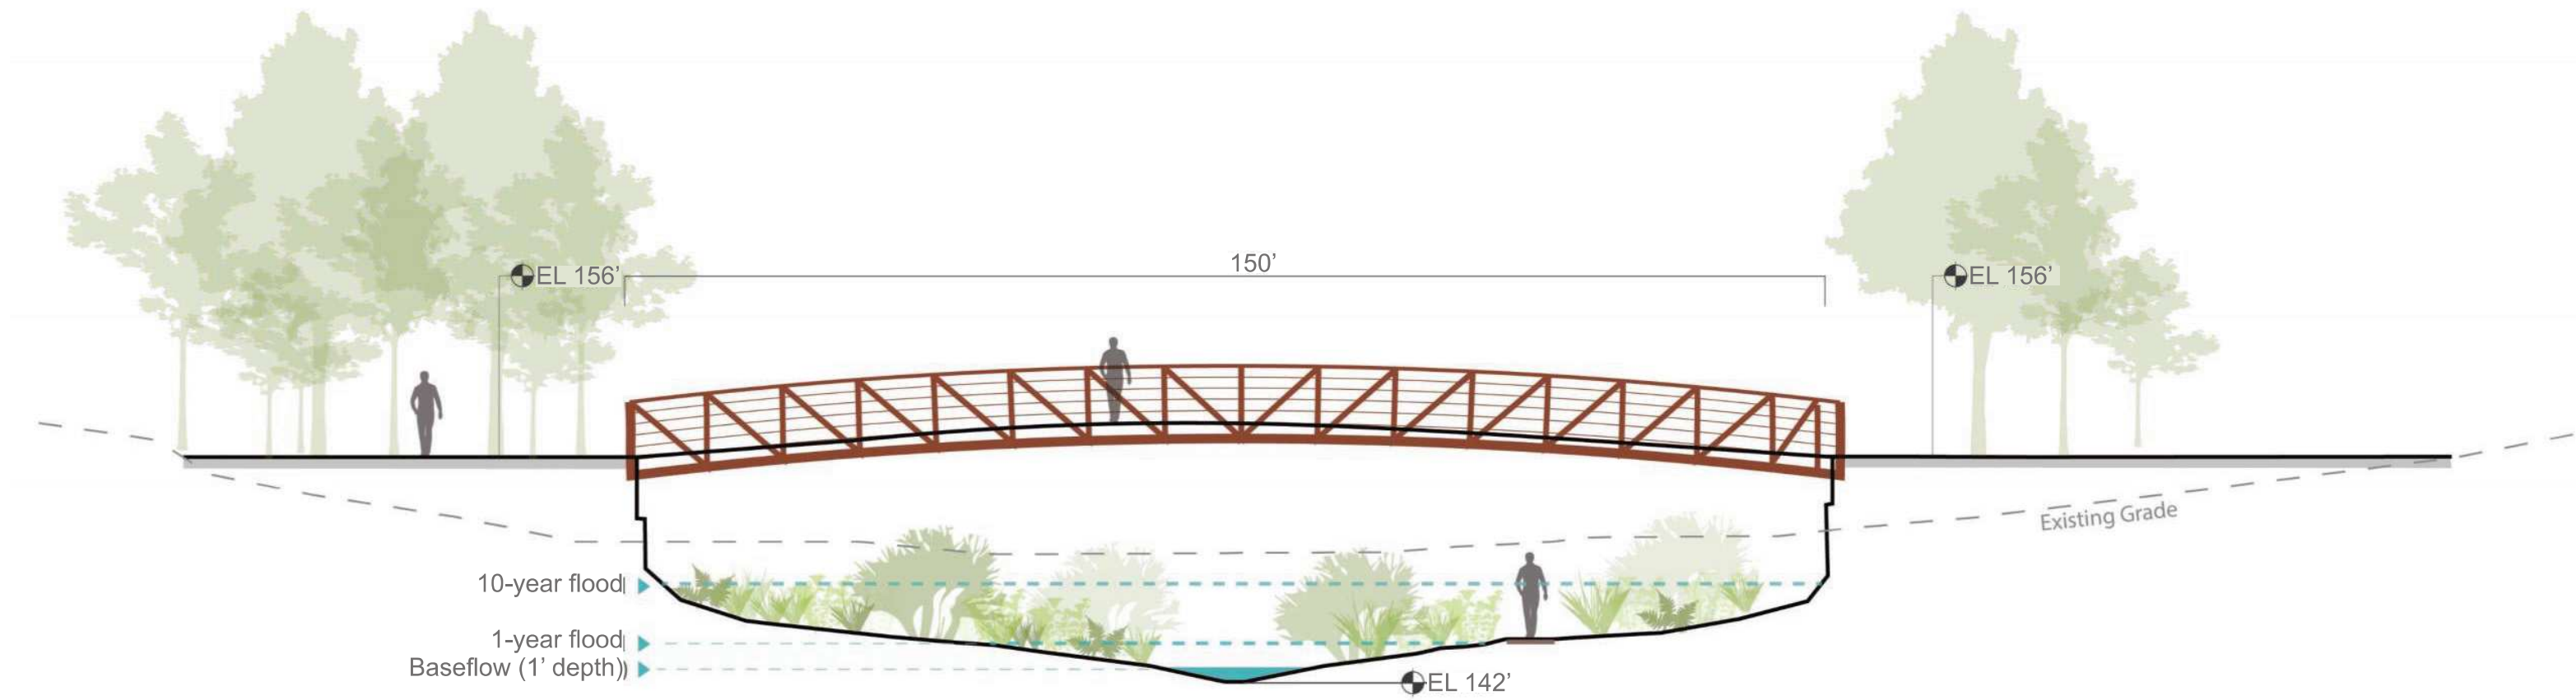 150’
EL 156’
EL 156’
Existing Grade
10-year flood
1-year flood
Baseflow (1’ depth)
EL 142’